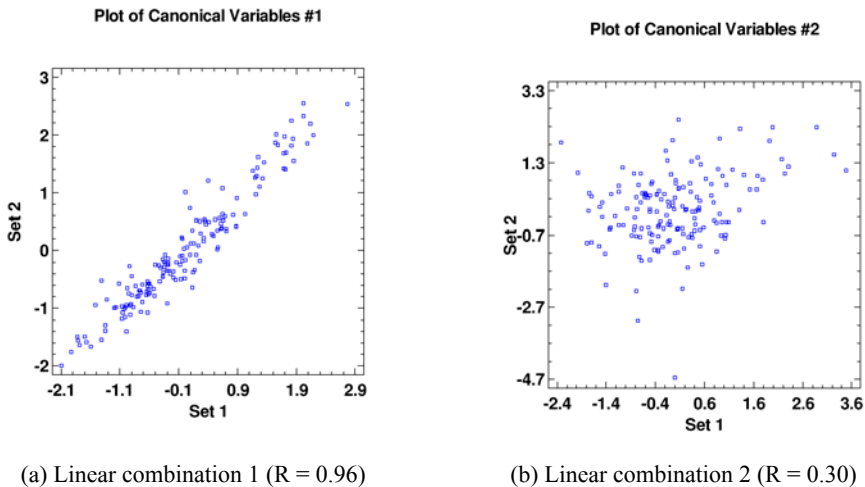 Plot of Canonical Variables #1
Set 2
3
2
1
0
-1
-2
-2.1 -1.1 -0.1 0.9 1.9 2.9
Set 1
(a) Linear combination 1 (R = 0.96)
Plot of Canonical Variables #2
Set 2
3.3
1.3
-0.7
-2.7
-4.7
-2.4 -1.4 -0.4 0.6 1.6 2.6 3.6
Set 1
(b) Linear combination 2 (R = 0.30)